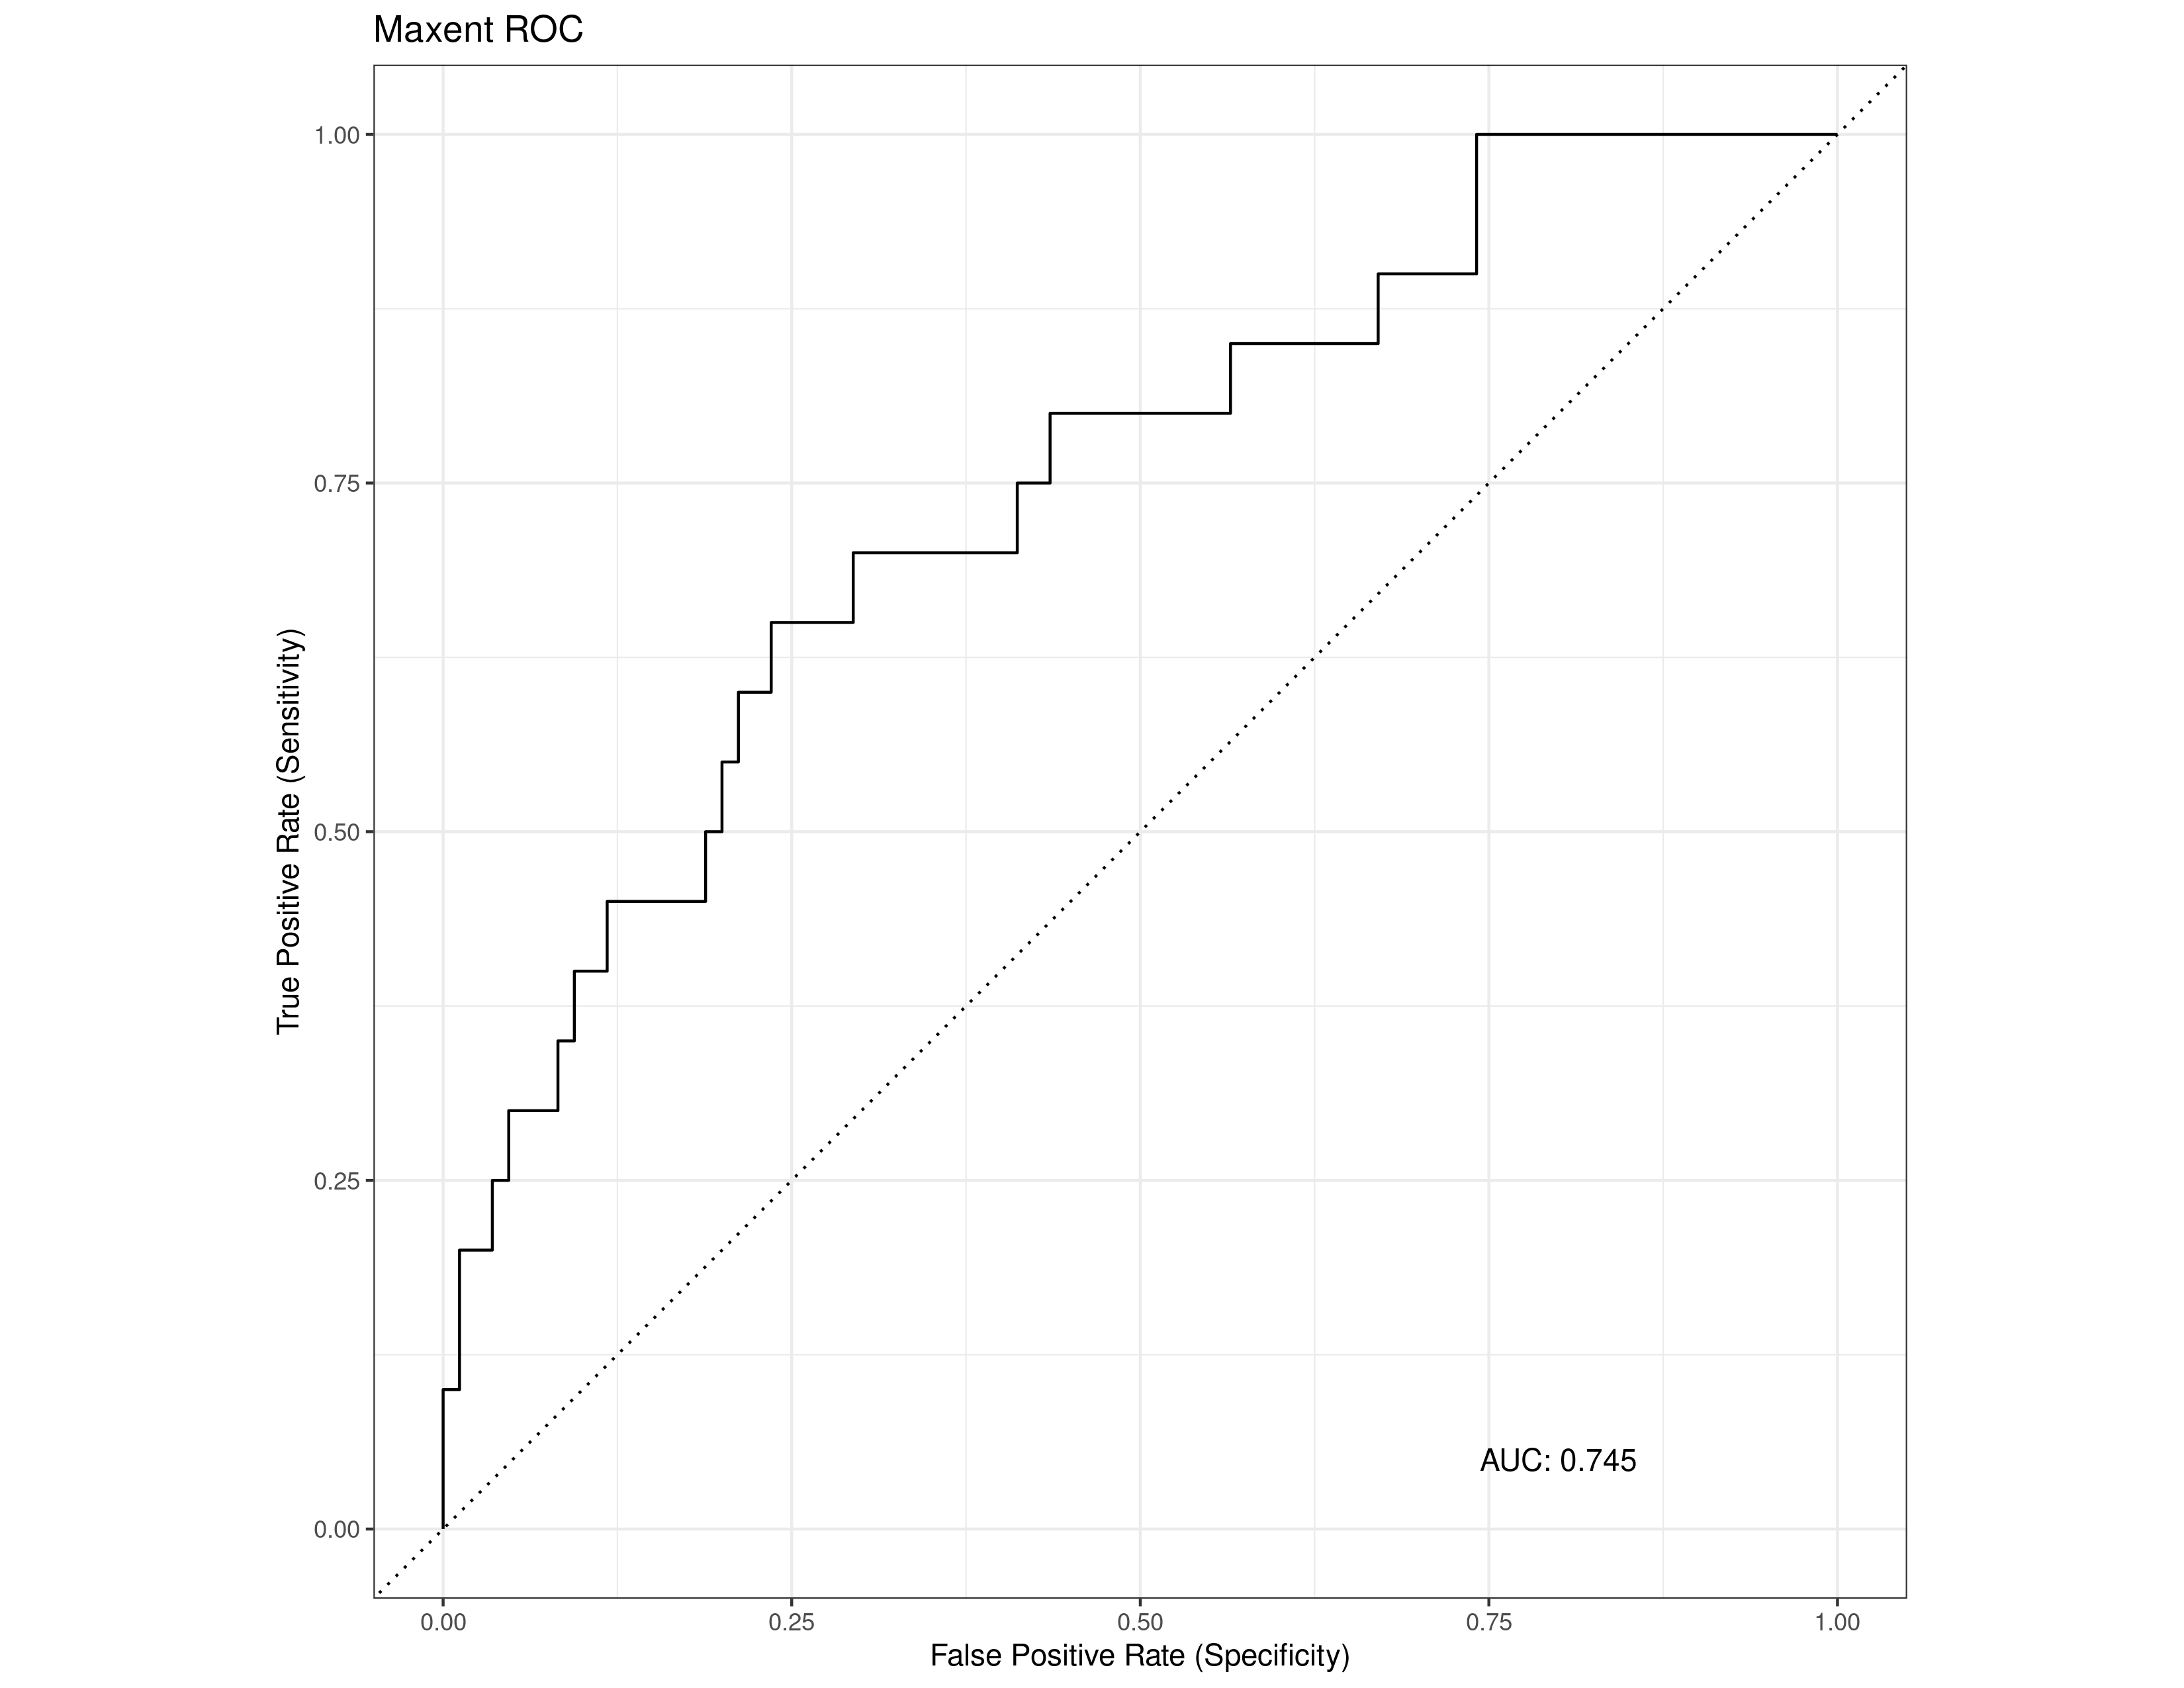 Maxent ROC
1.00
0.75
0.50
0.25
0.00
True Positive Rate (Sensitivity)
AUC: 0.745
0.00 0.25 0.50 0.75 1.00
False Positive Rate (Specificity)